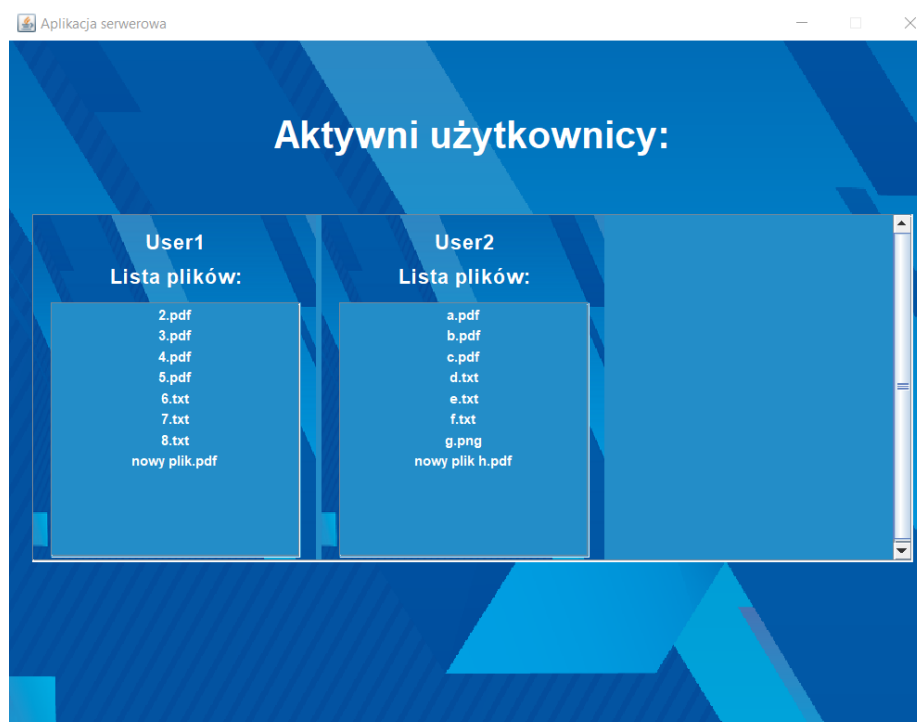 Aplikacja serwerowa
Aktywni użytkownicy:
User1
Lista plików:
2.pdf
3.pdf
4.pdf
5.pdf
6.txt
7.txt
8.txt
nowy plik.pdf
User2
Lista plików:
a.pdf
b.pdf
c.pdf
d.txt
e.txt
f.txt
g.png
nowy plik h.pdf